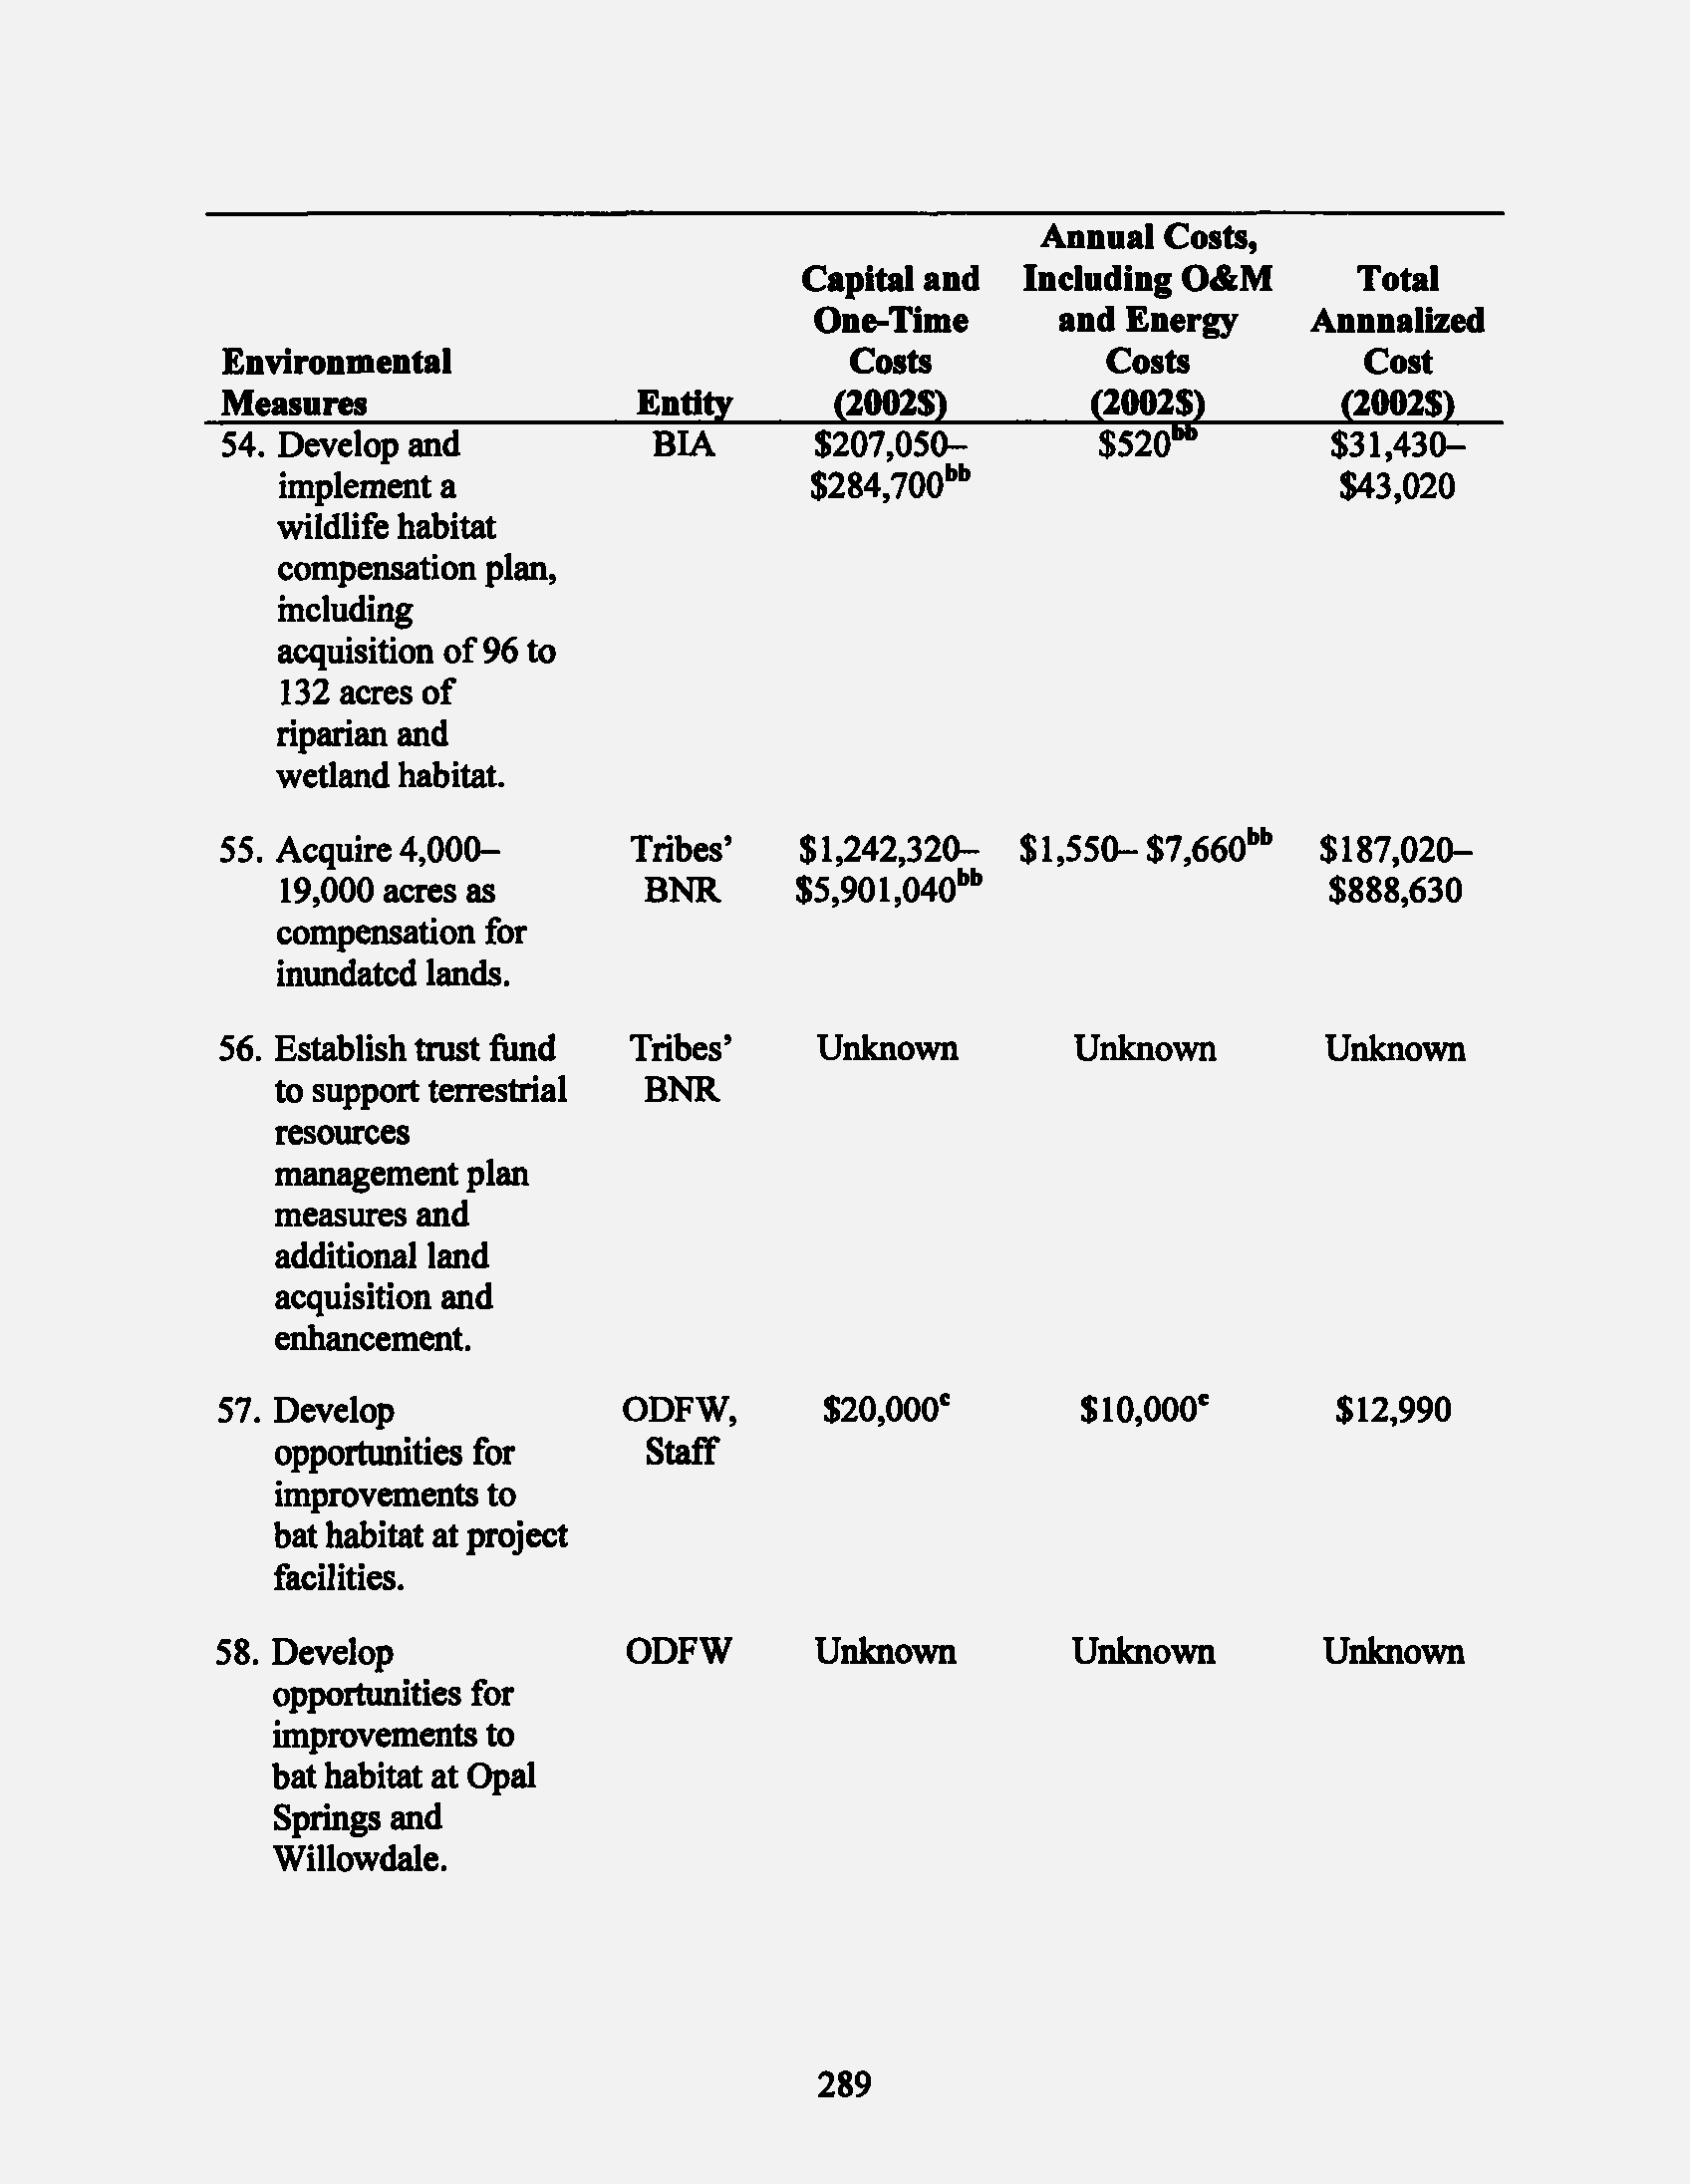 Annual Costs,
Capital and Including O&M Total
One-Time and Energy Annnalized
Environmental Costs Costs Cost
Measures Entity (2002$) (2002$) (2002$)
54. Develop and BIA $207,050– $520bb $31,430–
implement a $284,700bb $43,020
wildlife habitat
compensation plan,
including
acquisition of 96 to
132 acres of
riparian and
wetland habitat.
55. Acquire 4,000– Tribes’ $1,242,320– $1,550– $7,660bb $187,020–
19,000 acres as BNR $5,901,040bb $888,630
compensation for
inundated lands.
56. Establish trust fund Tribes’ Unknown Unknown Unknown
to support terrestrial BNR
resources
management plan
measures and
additional land
acquisition and
enhancement.
57. Develop ODFW, $20,000c $10,000c $12,990
opportunities for Staff
improvements to
bat habitat at project
facilities.
58. Develop ODFW Unknown Unknown Unknown
opportunities for
improvements to
bat habitat at Opal
Springs and
Willowdale.
289